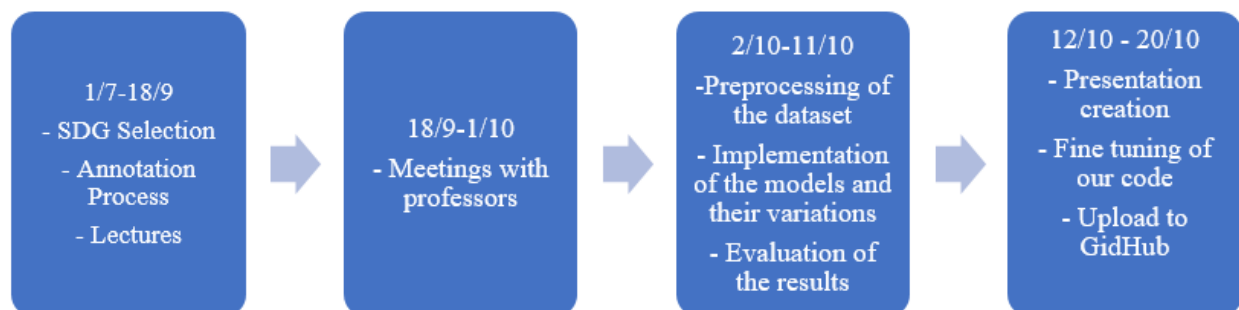 1/7-18/9
- SDG Selection
- Annotation
Process
- Lectures
18/9-1/10
- Meetings with
professors
2/10-11/10
-Preprocessing of
the dataset
- Implementation
of the models and
their variations
- Evaluation of
the results
12/10 - 20/10
- Presentation
creation
- Fine tuning of
our code
- Upload to
GidHub